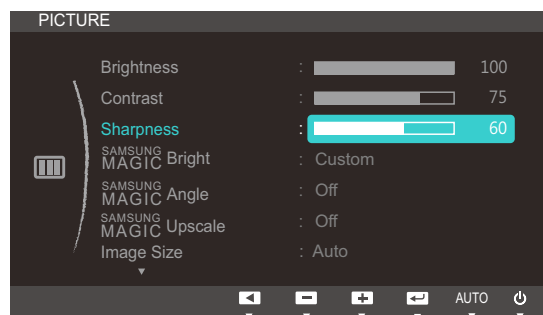 PICTURE
Brightness : 100
Contrast : 75
Sharpness : 60
SAMSUNG MAGIC Bright : Custom
SAMSUNG MAGIC Angle : Off
SAMSUNG MAGIC Upscale : Off
Image Size : Auto
AUTO